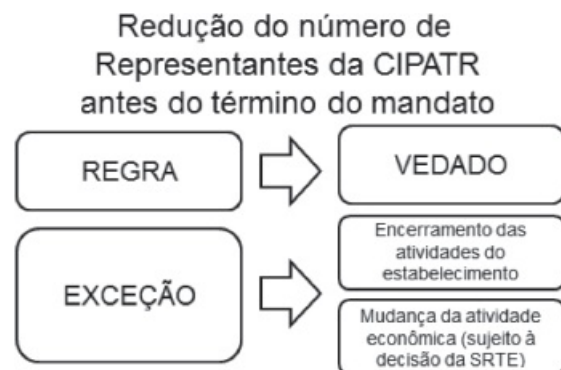 Redução do número de
Representantes da CIPATR
antes do término do mandato
REGRA
VEDADO
EXCEÇÃO
Encerramento das
atividades do
estabelecimento
Mudança da atividade
econômica (sujeito à
decisão da SRTE)